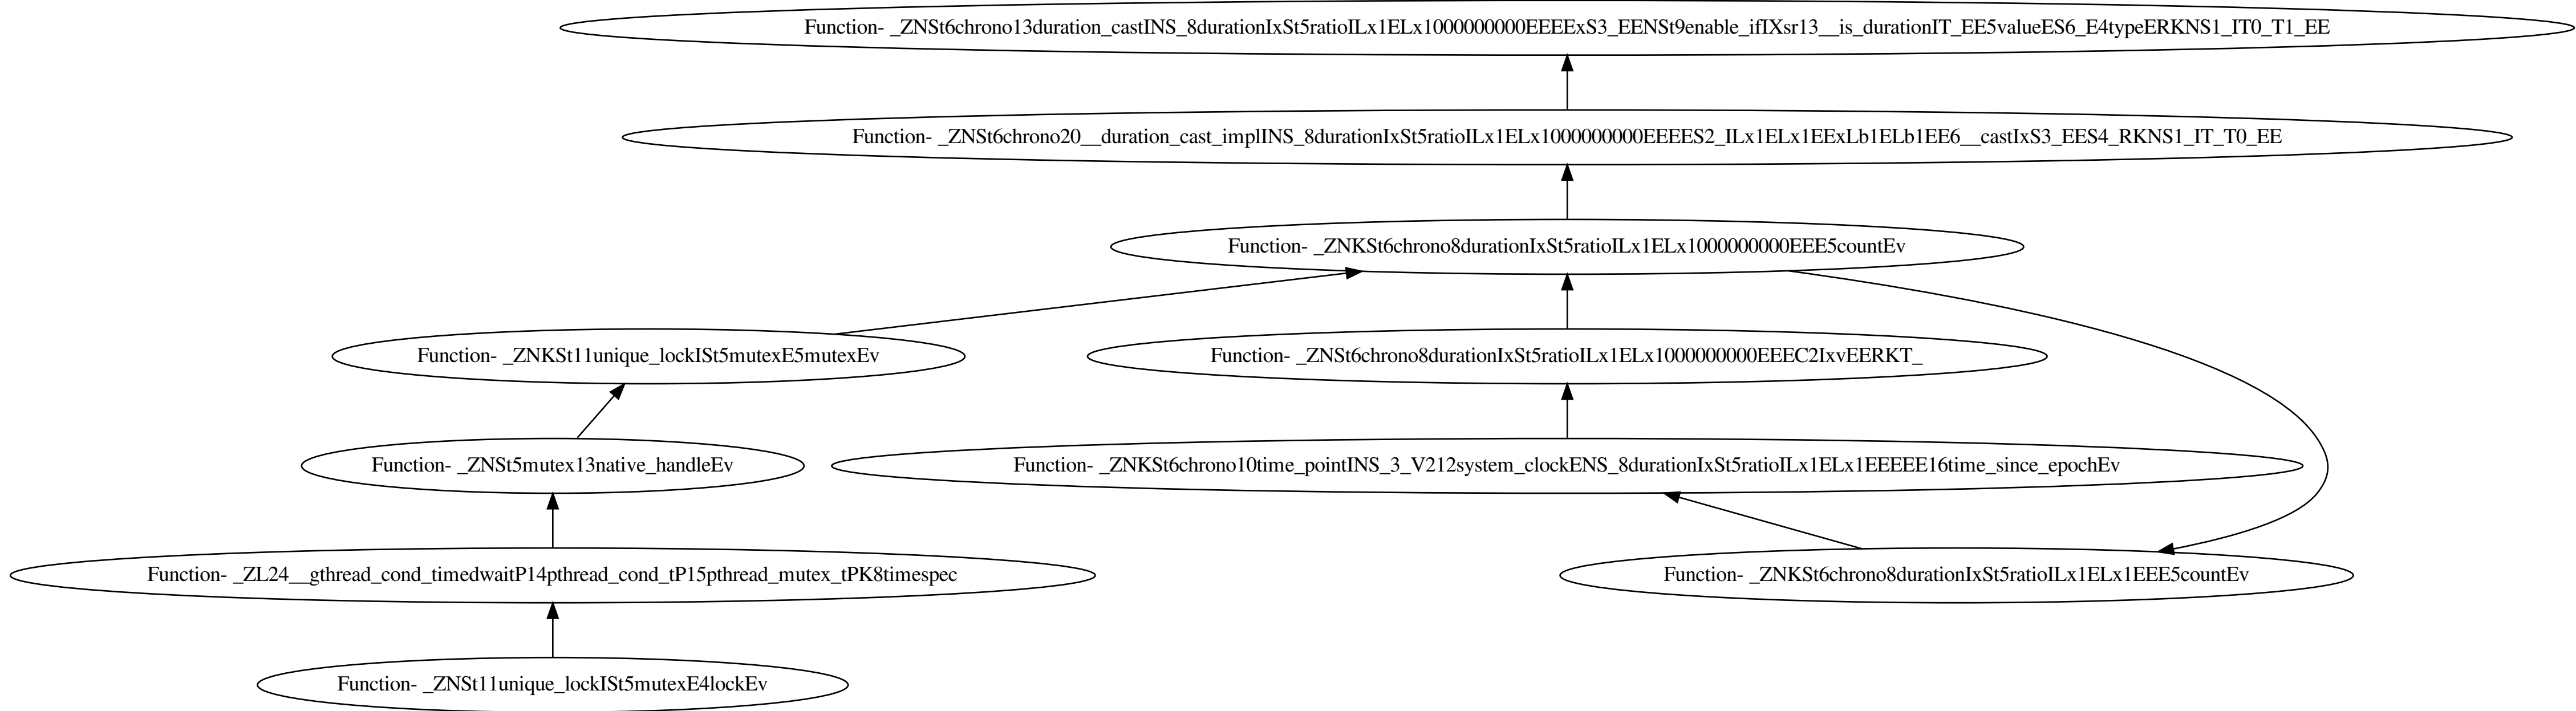 Function- _ZNSt6chrono13duration_castINS_8durationIxSt5ratioILx1ELx1000000000EEEExS3_EENSt9enable_ifIXsr13__is_durationIT_EE5valueES6_E4typeERKNS1_IT0_T1_EE
Function- _ZNSt6chrono20__duration_cast_implINS_8durationIxSt5ratioILx1ELx1000000000EEEES2_ILx1ELx1EExLb1ELb1EE6__castIxS3_EES4_RKNS1_IT_T0_EE
Function- _ZNKSt6chrono8durationIxSt5ratioILx1ELx1000000000EEE5countEv
Function- _ZNKSt11unique_lockISt5mutexE5mutexEv
Function- _ZNSt6chrono8durationIxSt5ratioILx1ELx1000000000EEEC2IxvEERKT_
Function- _ZNSt5mutex13native_handleEv
Function- _ZNKSt6chrono10time_pointINS_3_V212system_clockENS_8durationIxSt5ratioILx1ELx1EEEEE16time_since_epochEv
Function- _ZL24__gthread_cond_timedwaitP14pthread_cond_tP15pthread_mutex_tPK8timespec
Function- _ZNKSt6chrono8durationIxSt5ratioILx1ELx1EEE5countEv
Function- _ZNSt11unique_lockISt5mutexE4lockEv